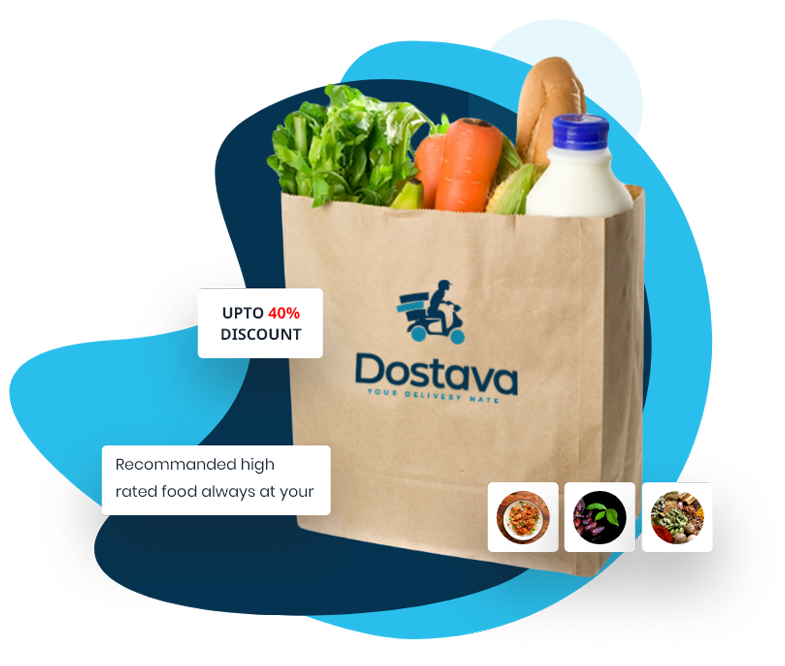 UPTO 40%
DISCOUNT
Dostava
YOUR DELIVERY MATE
Recommanded high
rated food always at your